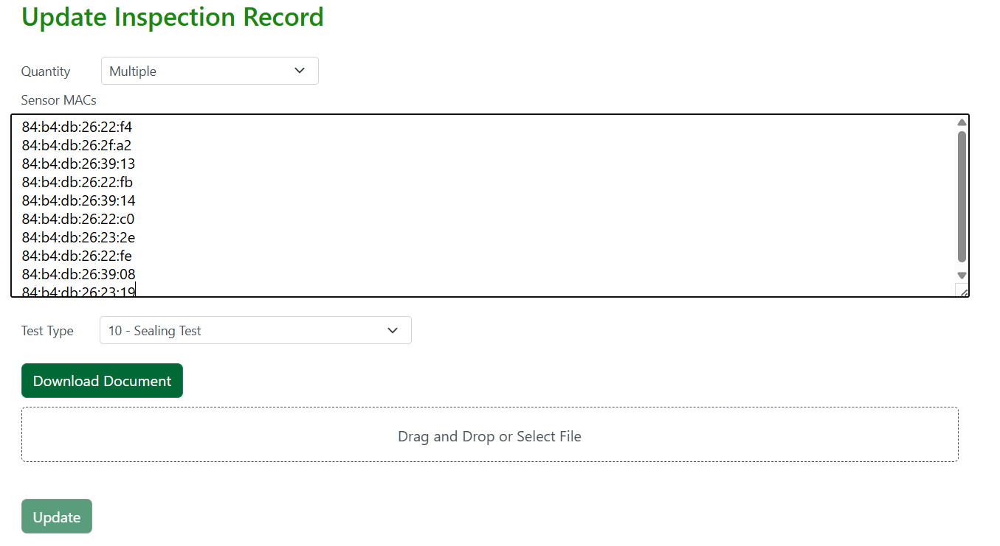 Update Inspection Record
Quantity Multiple
Sensor MACs
84:b4:db:26:22:f4
84:b4:db:26:2f:a2
84:b4:db:26:39:13
84:b4:db:26:22:fb
84:b4:db:26:39:14
84:b4:db:26:22:c0
84:b4:db:26:23:2e
84:b4:db:26:22:fe
84:b4:db:26:39:08
84:b4:db:26:23:19
Test Type 10 - Sealing Test
Download Document
Drag and Drop or Select File
Update